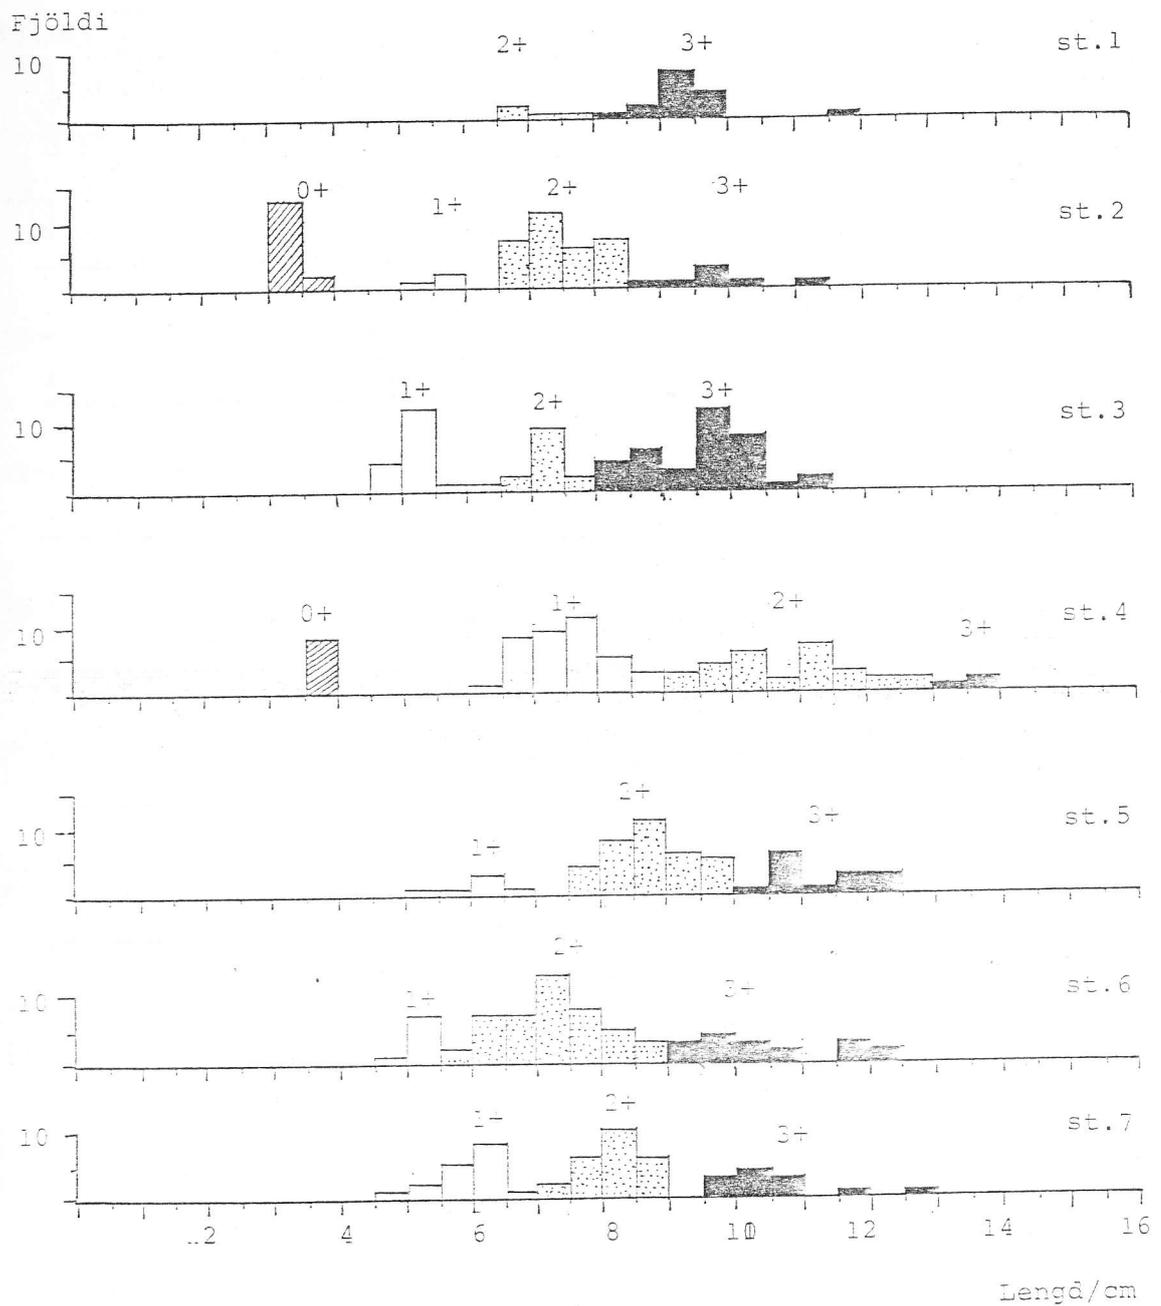 Fjöldi
2+ 3+ st.1
10
0+ 1+ 2+ 3+ st.2
10
1+ 2+ 3+ st.3
10
0+ 1+ 2+ 3+ st.4
10
1+ 2+ 3+ st.5
10
1+ 2+ 3+ st.6
10
1+ 2+ 3+ st.7
10
2 4 6 8 10 12 14 16
Lengd/cm